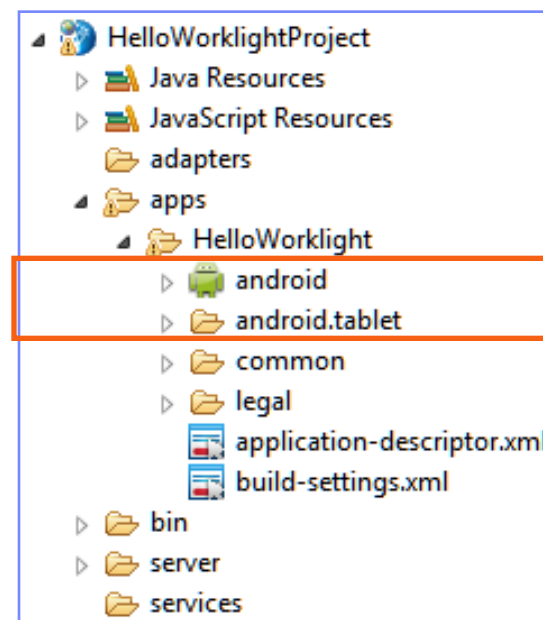 HelloWorklightProject
Java Resources
JavaScript Resources
adapters
apps
HelloWorklight
android
android.tablet
common
legal
application-descriptor.xml
build-settings.xml
bin
server
services